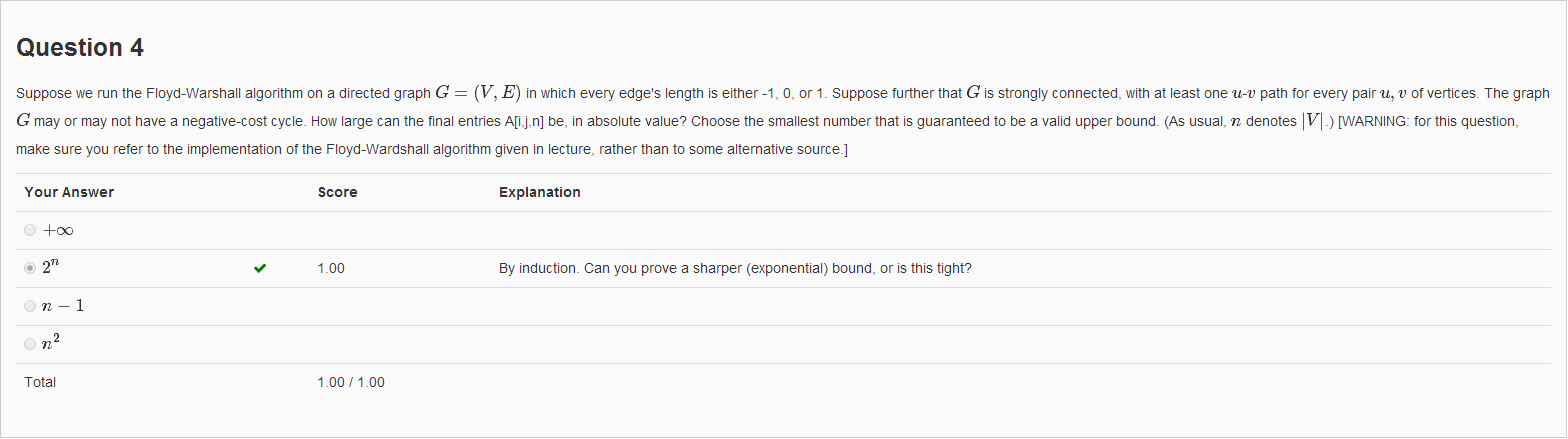 Question 4
Suppose we run the Floyd-Warshall algorithm on a directed graph G = (V, E) in which every edge's length is either -1, 0, or 1. Suppose further that G is strongly connected, with at least one u-v path for every pair u, v of vertices. The graph
G may or may not have a negative-cost cycle. How large can the final entries A[i,j,n] be, in absolute value? Choose the smallest number that is guaranteed to be a valid upper bound. (As usual, n denotes |V|.) [WARNING: for this question,
make sure you refer to the implementation of the Floyd-Wardshall algorithm given in lecture, rather than to some alternative source.]
Your Answer Score Explanation
+∞
2^n 1.00 By induction. Can you prove a sharper (exponential) bound, or is this tight?
n − 1
n^2
Total 1.00 / 1.00